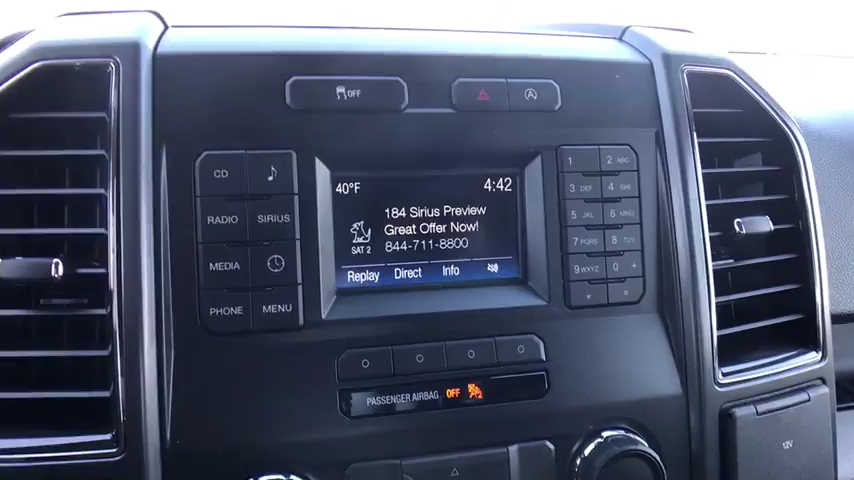 OFF
CD
RADIO
SIRIUS
MEDIA
PHONE
MENU
40°F
4:42
184 Sirius Preview
Great Offer Now!
844-711-8800
SAT 2
Replay Direct Info
1 2 ABC
3 DEF 4 GHI
5 JKL 6 MNO
7 PQRS 8 TUV
9 WXYZ 0 +
*
PASSENGER AIRBAG OFF
12V